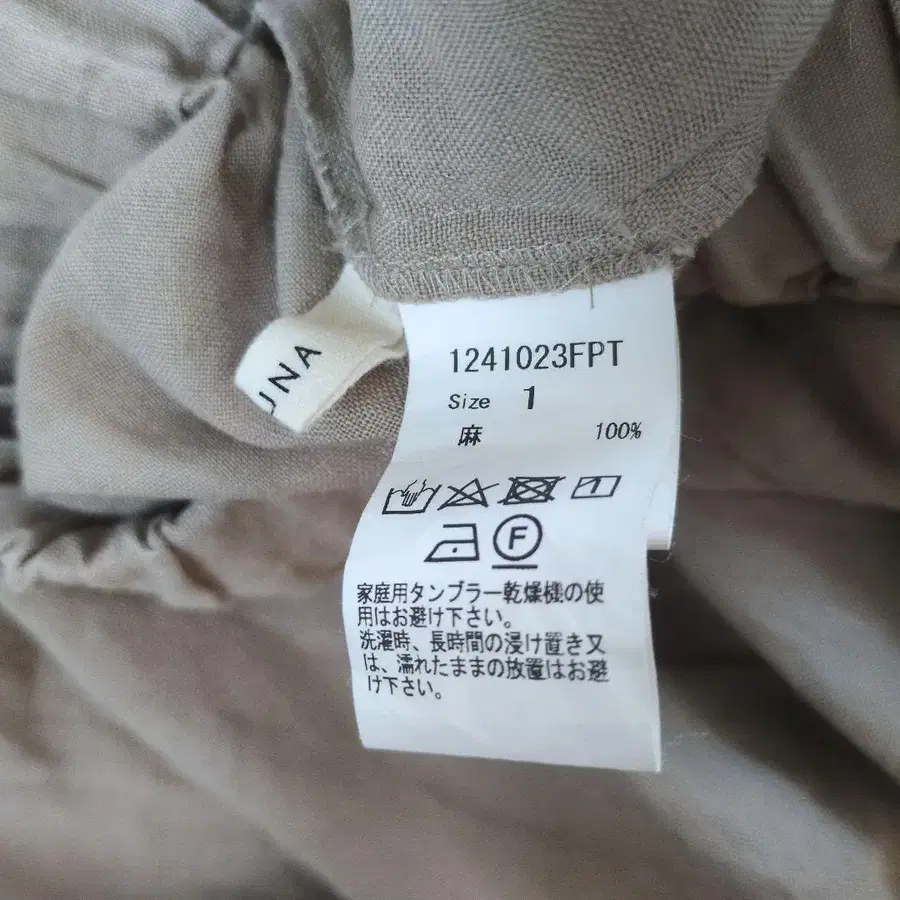 UNA
1241023FPT
Size 1
麻 100%
F
家庭用タンブラー乾燥機の使
用はお避け下さい。
洗濯時、長時間の浸け置き又
は、濡れたままの放置はお避
け下さい。